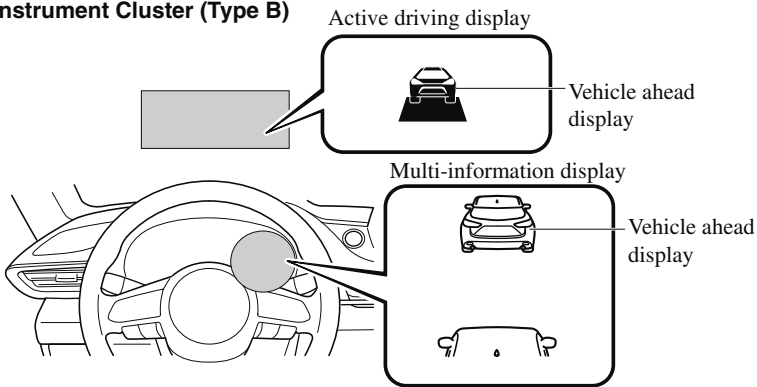 nstrument Cluster (Type B)
Active driving display
Vehicle ahead
display
Multi-information display
Vehicle ahead
display